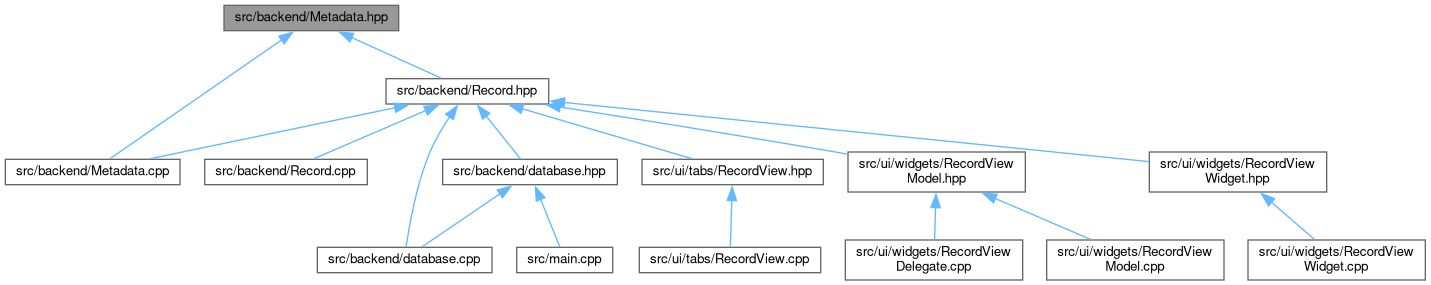 src/backend/Metadata.hpp
src/backend/Record.hpp
src/backend/Metadata.cpp
src/backend/Record.cpp
src/backend/database.hpp
src/ui/tabs/RecordView.hpp
src/ui/widgets/RecordView
Model.hpp
src/ui/widgets/RecordView
Widget.hpp
src/backend/database.cpp
src/main.cpp
src/ui/tabs/RecordView.cpp
src/ui/widgets/RecordView
Delegate.cpp
src/ui/widgets/RecordView
Model.cpp
src/ui/widgets/RecordView
Widget.cpp